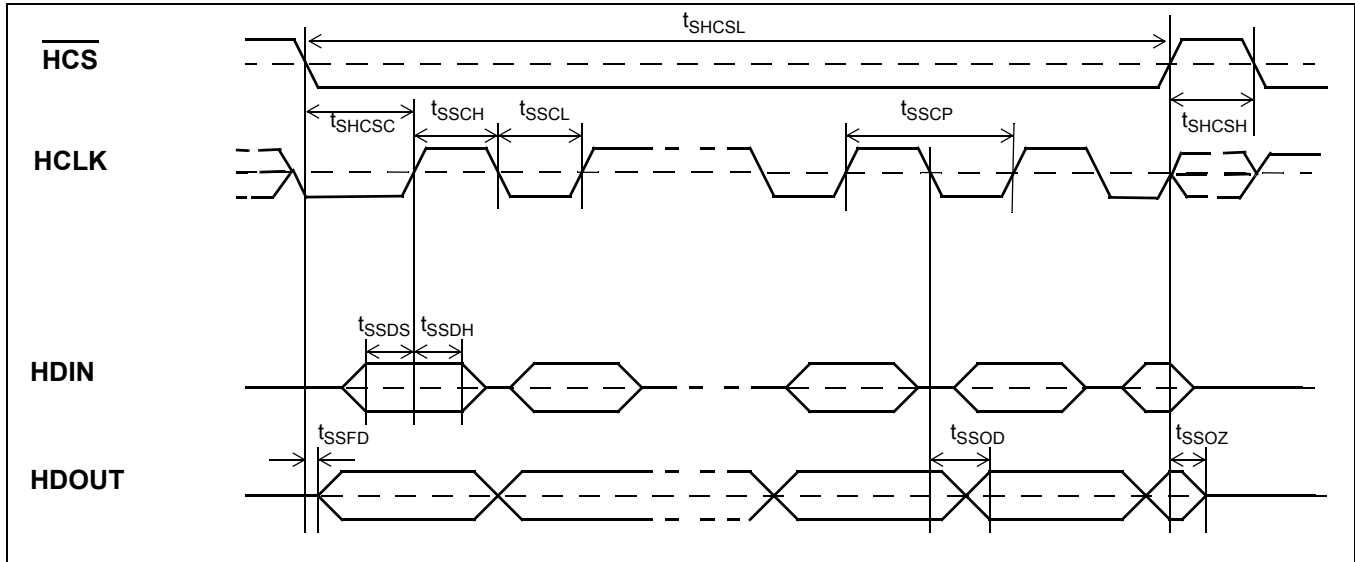 tSHCSL
HCS
tSHCSC
tSSCH
tSSCL
tSSCP
tSHCSH
HCLK
tSSDS
tSSDH
HDIN
tSSFD
tSSOD
tSSOZ
HDOUT